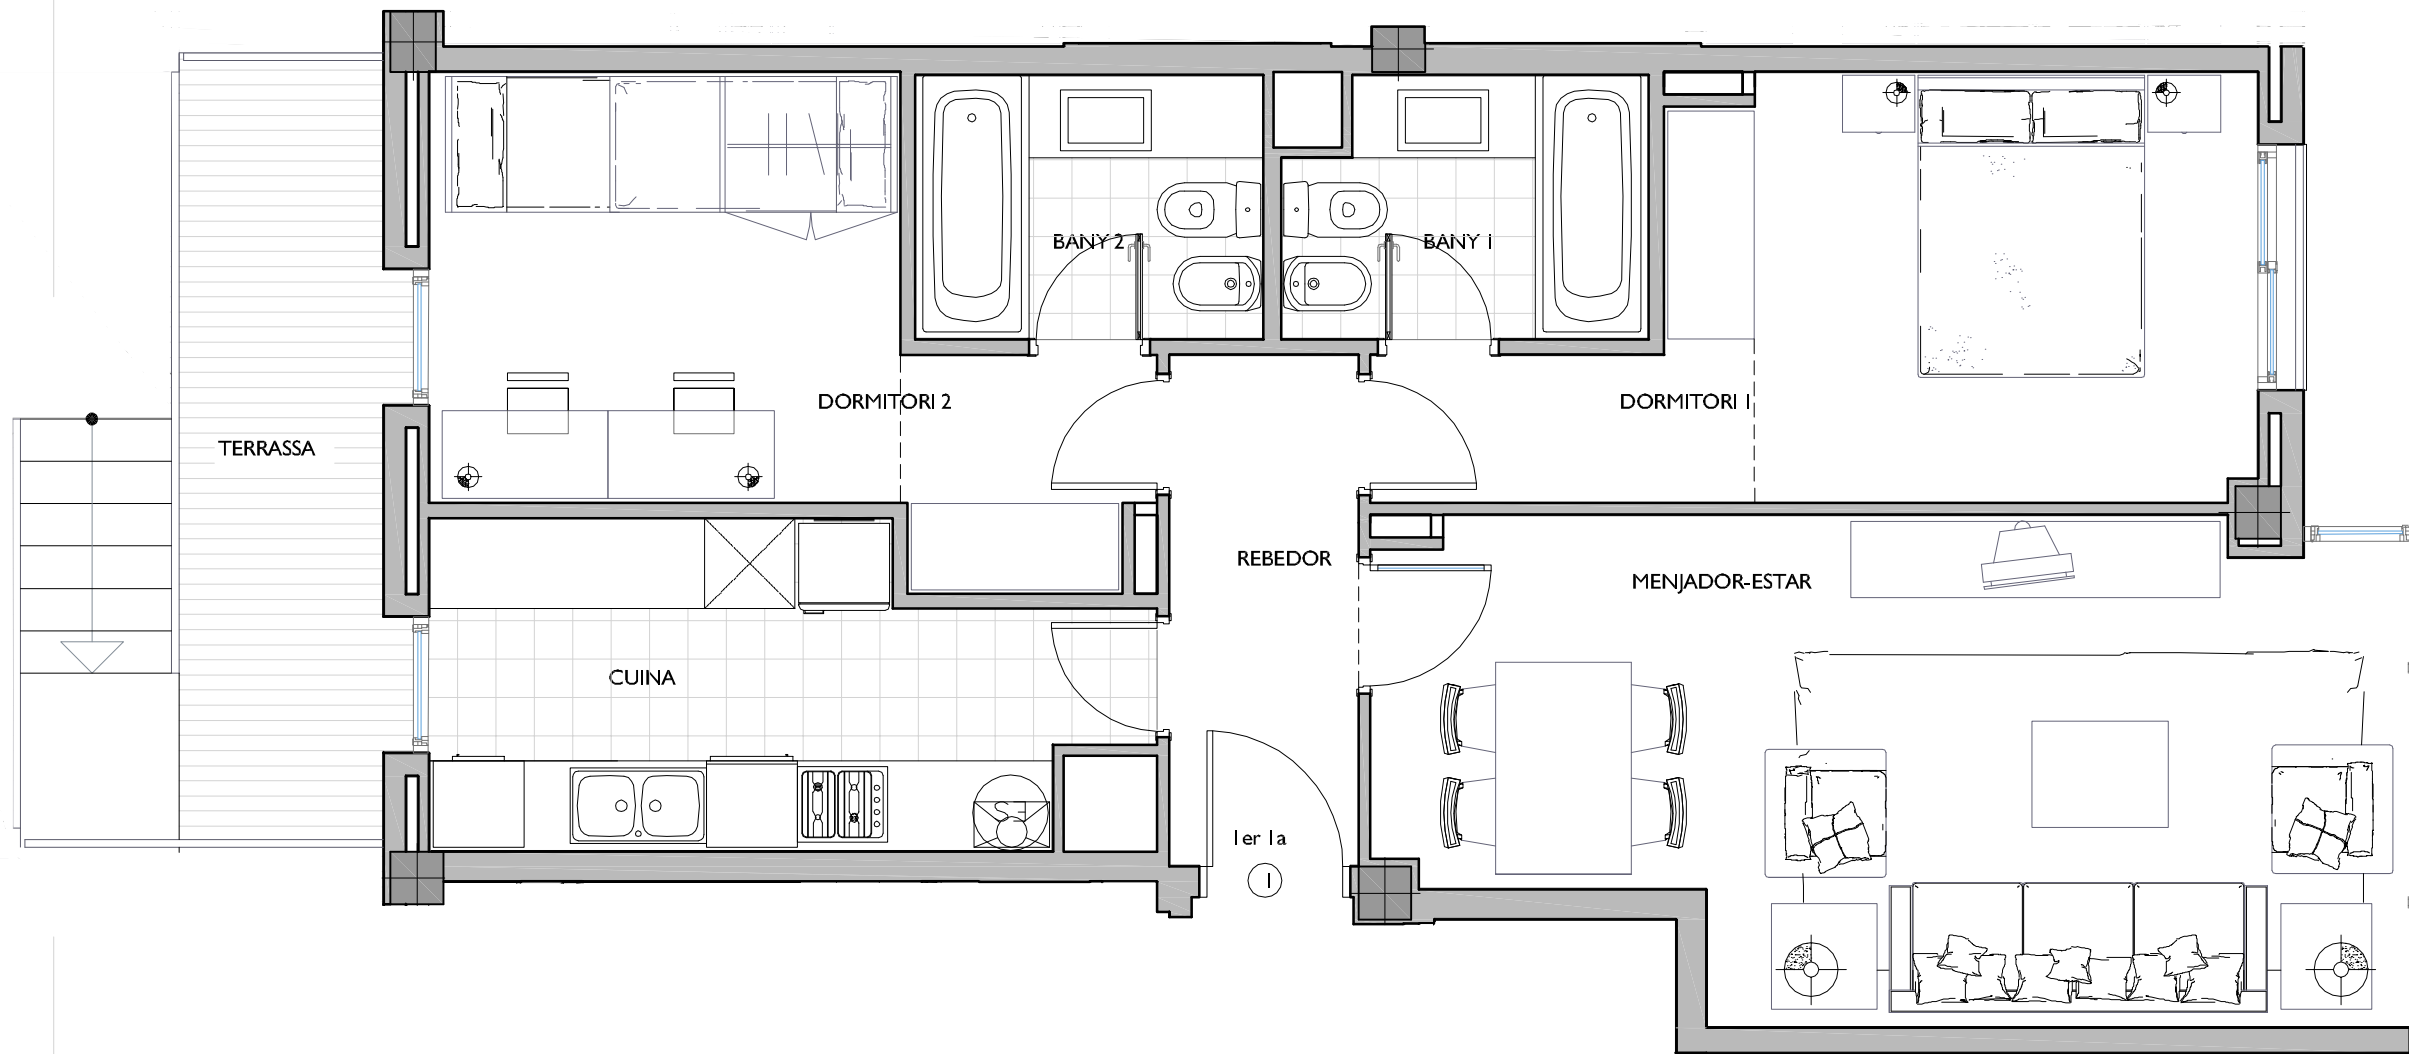 BANY 2
BANY 1
DORMITORI 2
DORMITORI 1
TERRASSA
REBEDOR
MENJADOR-ESTAR
CUINA
1er 1a
1